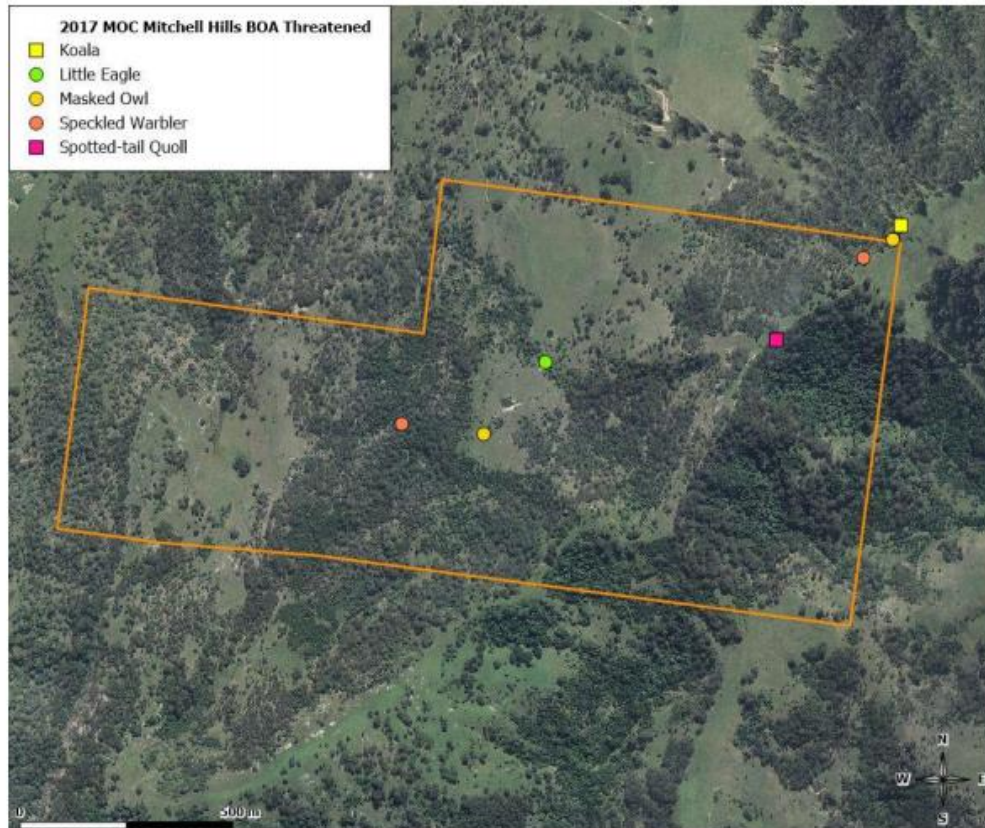 2017 MOC Mitchell Hills BOA Threatened
Koala
Little Eagle
Masked Owl
Speckled Warbler
Spotted-tail Quoll
N
W E
S
0 500 m